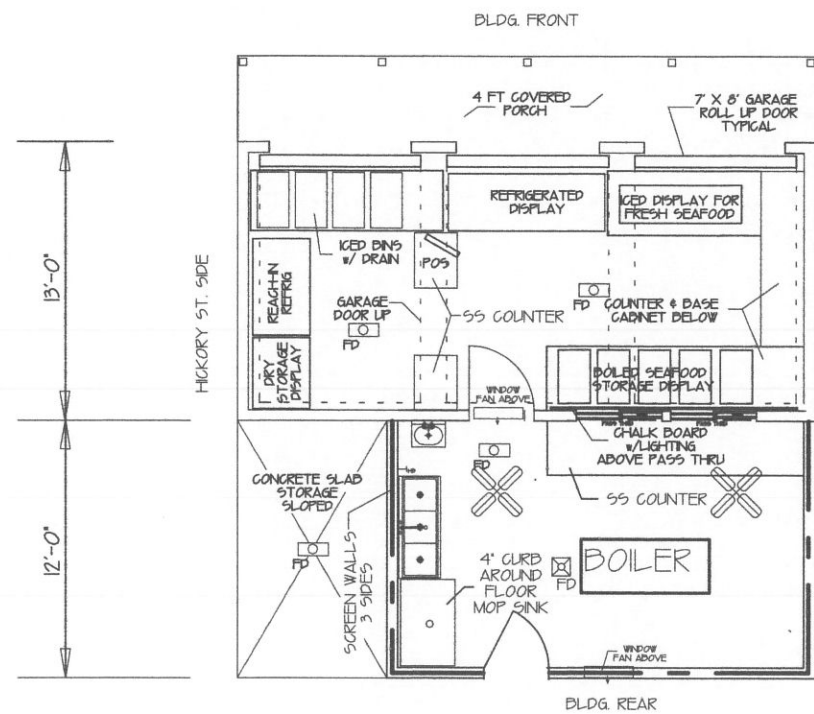 BLDG. FRONT
4 FT COVERED
PORCH
7' X 8' GARAGE
ROLL UP DOOR
TYPICAL
REFRIGERATED
DISPLAY
ICED DISPLAY FOR
FRESH SEAFOOD
ICED BINS
w/ DRAIN
POS
13'-0"
HICKORY ST. SIDE
REACH-IN
REFRIG
GARAGE
DOOR UP
SS COUNTER
FD
COUNTER & BASE
CABINET BELOW
FD
DRY
STORAGE
DISPLAY
BOILED SEAFOOD
STORAGE DISPLAY
WINDOW
FAN ABOVE
PASS THRU
PASS THRU
CHALK BOARD
w/LIGHTING
ABOVE PASS THRU
FD
CONCRETE SLAB
STORAGE
SLOPED
SS COUNTER
12'-0"
FD
SCREEN WALLS
3 SIDES
4" CURB
AROUND
FLOOR
MOP SINK
FD
BOILER
WINDOW
FAN ABOVE
BLDG. REAR